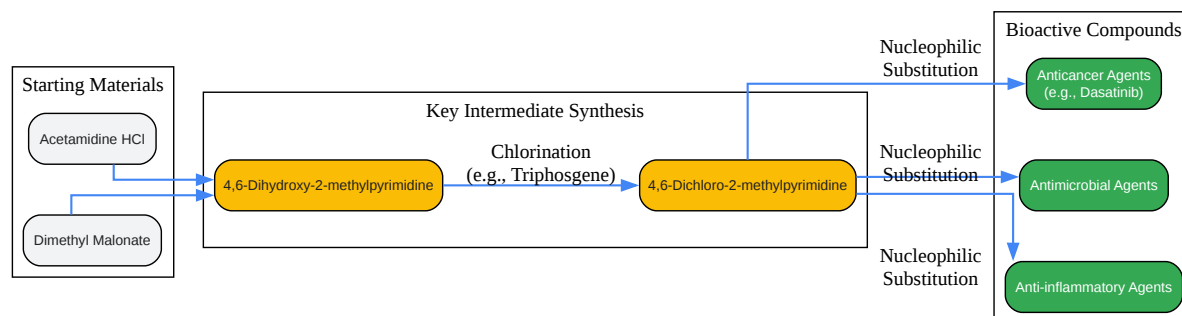 Starting Materials
Acetamidine HCl
Dimethyl Malonate
Key Intermediate Synthesis
4,6-Dihydroxy-2-methylpyrimidine
Chlorination
(e.g., Triphosgene)
4,6-Dichloro-2-methylpyrimidine
Nucleophilic
Substitution
Nucleophilic
Substitution
Nucleophilic
Substitution
Bioactive Compounds
Anticancer Agents
(e.g., Dasatinib)
Antimicrobial Agents
Anti-inflammatory Agents